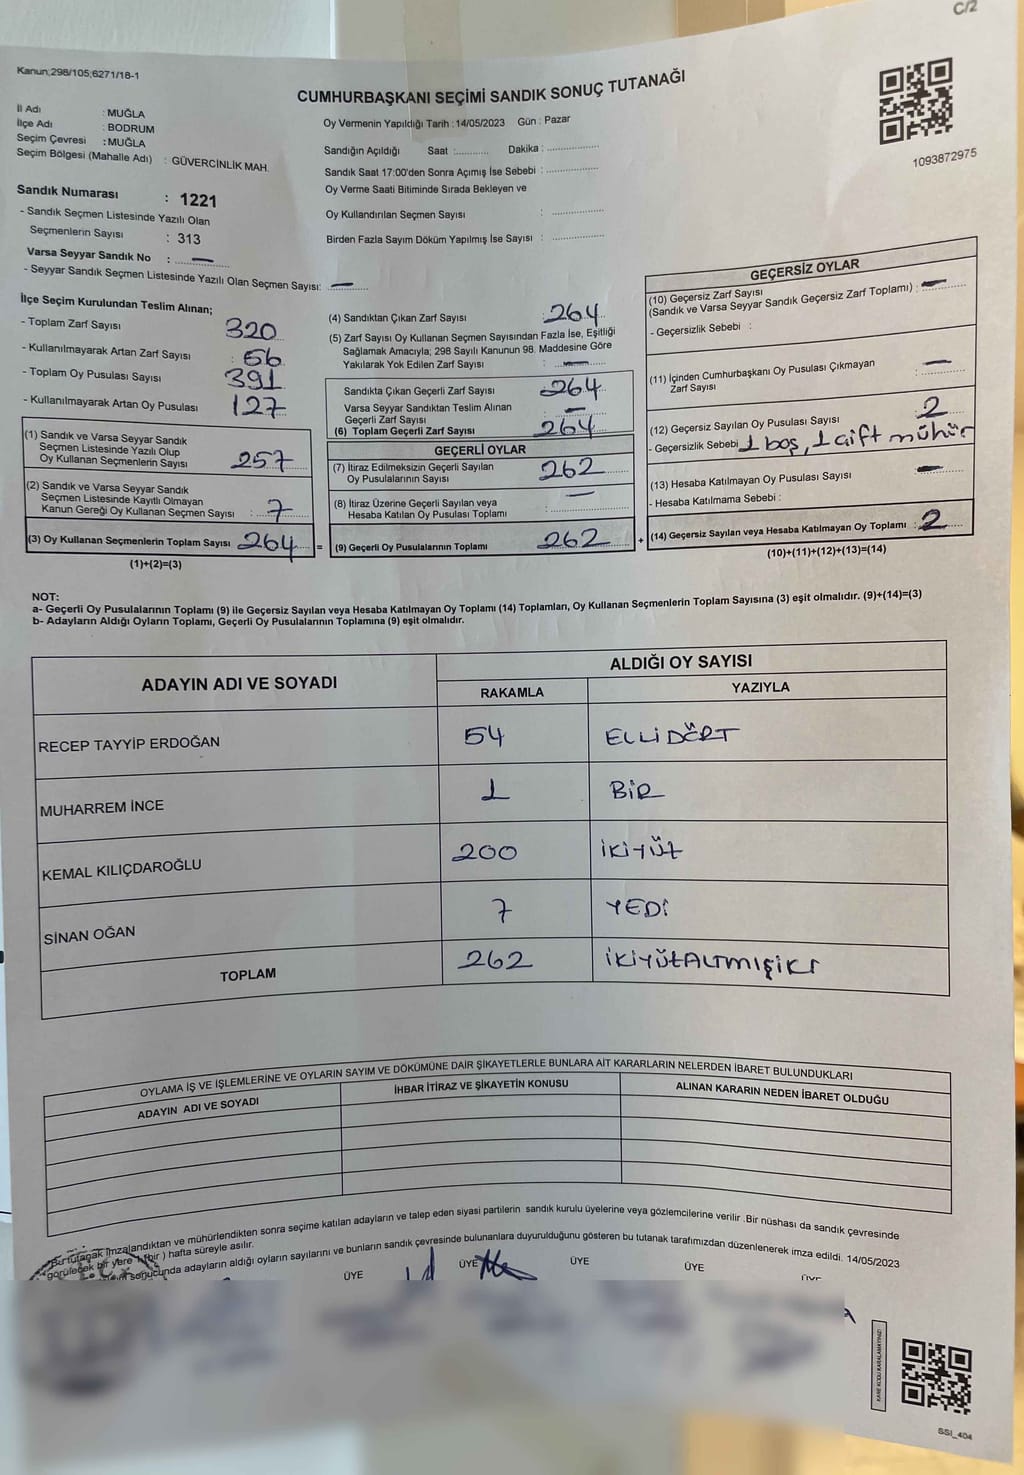 C/2
Kanun;298/105;6271/18-1
CUMHURBAŞKANI SEÇİMİ SANDIK SONUÇ TUTANAĞI
İl Adı : MUĞLA
İlçe Adı : BODRUM
Seçim Çevresi : MUĞLA
Seçim Bölgesi (Mahalle Adı) : GÜVERCİNLİK MAH.
Sandık Numarası : 1221
- Sandık Seçmen Listesinde Yazılı Olan
Seçmenlerin Sayısı : 313
Varsa Seyyar Sandık No : —
- Seyyar Sandık Seçmen Listesinde Yazılı Olan Seçmen Sayısı: —
Oy Vermenin Yapıldığı Tarih : 14/05/2023 Gün : Pazar
Sandığın Açıldığı Saat :........... Dakika : ...................
Sandık Saat 17:00'den Sonra Açımış İse Sebebi : ...................
Oy Verme Saati Bitiminde Sırada Bekleyen ve
Oy Kullandırılan Seçmen Sayısı : ...................
Birden Fazla Sayım Döküm Yapılmış İse Sayısı : ...................
1093872975
İlçe Seçim Kurulundan Teslim Alınan;
- Toplam Zarf Sayısı 320
- Kullanılmayarak Artan Zarf Sayısı : 56
- Toplam Oy Pusulası Sayısı 391
- Kullanılmayarak Artan Oy Pusulası 127
(1) Sandık ve Varsa Seyyar Sandık
Seçmen Listesinde Yazılı Olup
Oy Kullanan Seçmenlerin Sayısı 257
(2) Sandık ve Varsa Seyyar Sandık
Seçmen Listesinde Kayıtlı Olmayan
Kanun Gereği Oy Kullanan Seçmen Sayısı : 7
(3) Oy Kullanan Seçmenlerin Toplam Sayısı 264 =
(1)+(2)=(3)
(4) Sandıktan Çıkan Zarf Sayısı : 264
(5) Zarf Sayısı Oy Kullanan Seçmen Sayısından Fazla İse, Eşitliği
Sağlamak Amacıyla; 298 Sayılı Kanunun 98. Maddesine Göre
Yakılarak Yok Edilen Zarf Sayısı : —
Sandıkta Çıkan Geçerli Zarf Sayısı 264
Varsa Seyyar Sandıktan Teslim Alınan
Geçerli Zarf Sayısı : —
(6) Toplam Geçerli Zarf Sayısı 264
GEÇERLİ OYLAR
(7) İtiraz Edilmeksizin Geçerli Sayılan
Oy Pusulalarının Sayısı 262
(8) İtiraz Üzerine Geçerli Sayılan veya
Hesaba Katılan Oy Pusulası Toplamı : —
(9) Geçerli Oy Pusulalarının Toplamı 262 +
GEÇERSİZ OYLAR
(10) Geçersiz Zarf Sayısı
(Sandık ve Varsa Seyyar Sandık Geçersiz Zarf Toplamı) : —
- Geçersizlik Sebebi :
(11) İçinden Cumhurbaşkanı Oy Pusulası Çıkmayan
Zarf Sayısı : —
(12) Geçersiz Sayılan Oy Pusulası Sayısı 2
- Geçersizlik Sebebi 1 boş, 1 çift mühür
(13) Hesaba Katılmayan Oy Pusulası Sayısı —
- Hesaba Katılmama Sebebi :
(14) Geçersiz Sayılan veya Hesaba Katılmayan Oy Toplamı : 2
(10)+(11)+(12)+(13)=(14)
NOT:
a- Geçerli Oy Pusulalarının Toplamı (9) ile Geçersiz Sayılan veya Hesaba Katılmayan Oy Toplamı (14) Toplamları, Oy Kullanan Seçmenlerin Toplam Sayısına (3) eşit olmalıdır. (9)+(14)=(3)
b- Adayların Aldığı Oyların Toplamı, Geçerli Oy Pusulalarının Toplamına (9) eşit olmalıdır.
ADAYIN ADI VE SOYADI ALDIĞI OY SAYISI
RAKAMLA YAZIYLA
RECEP TAYYİP ERDOĞAN 54 ELLİDÖRT
MUHARREM İNCE 1 BİR
KEMAL KILIÇDAROĞLU 200 İKİYÜZ
SİNAN OĞAN 7 YEDİ
TOPLAM 262 İKİYÜZALTMIŞİKİ
OYLAMA İŞ VE İŞLEMLERİNE VE OYLARIN SAYIM VE DÖKÜMÜNE DAİR ŞİKAYETLERLE BUNLARA AİT KARARLARIN NELERDEN İBARET BULUNDUKLARI
ADAYIN ADI VE SOYADI İHBAR İTİRAZ VE ŞİKAYETİN KONUSU ALINAN KARARIN NEDEN İBARET OLDUĞU
Bu tutanak imzalandıktan ve mühürlendikten sonra seçime katılan adayların ve talep eden siyasi partilerin sandık kurulu üyelerine veya gözlemcilerine verilir .Bir nüshası da sandık çevresinde
görülecek bir yere 1 (bir ) hafta süreyle asılır.
sonucunda adayların aldığı oyların sayılarını ve bunların sandık çevresinde bulunanlara duyurulduğunu gösteren bu tutanak tarafımızdan düzenlenerek imza edildi. 14/05/2023
ÜYE ÜYE ÜYE ÜYE ÜYE
KARE KODU KARALAMAYINIZ!
SSI_404